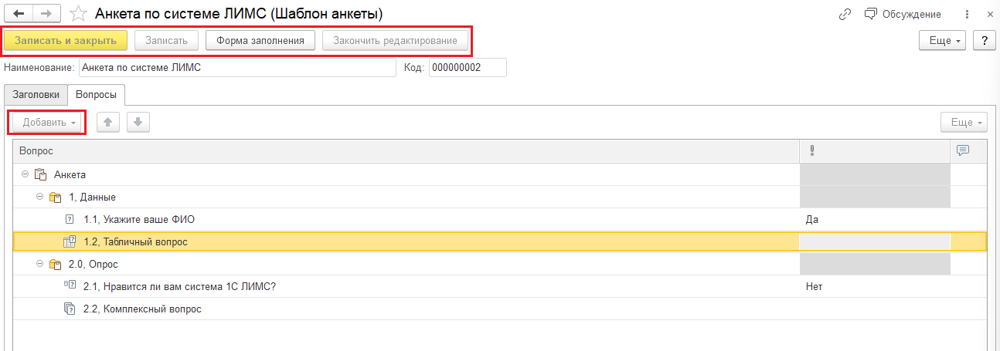 Анкета по системе ЛИМС (Шаблон анкеты)
Обсуждение
Записать и закрыть Записать Форма заполнения Закончить редактирование Еще ?
Наименование: Анкета по системе ЛИМС Код: 000000002
Заголовки Вопросы
Добавить Еще
Вопрос
Анкета
1, Данные
1.1, Укажите ваше ФИО Да
1.2, Табличный вопрос
2.0, Опрос
2.1, Нравится ли вам система 1С ЛИМС? Нет
2.2, Комплексный вопрос